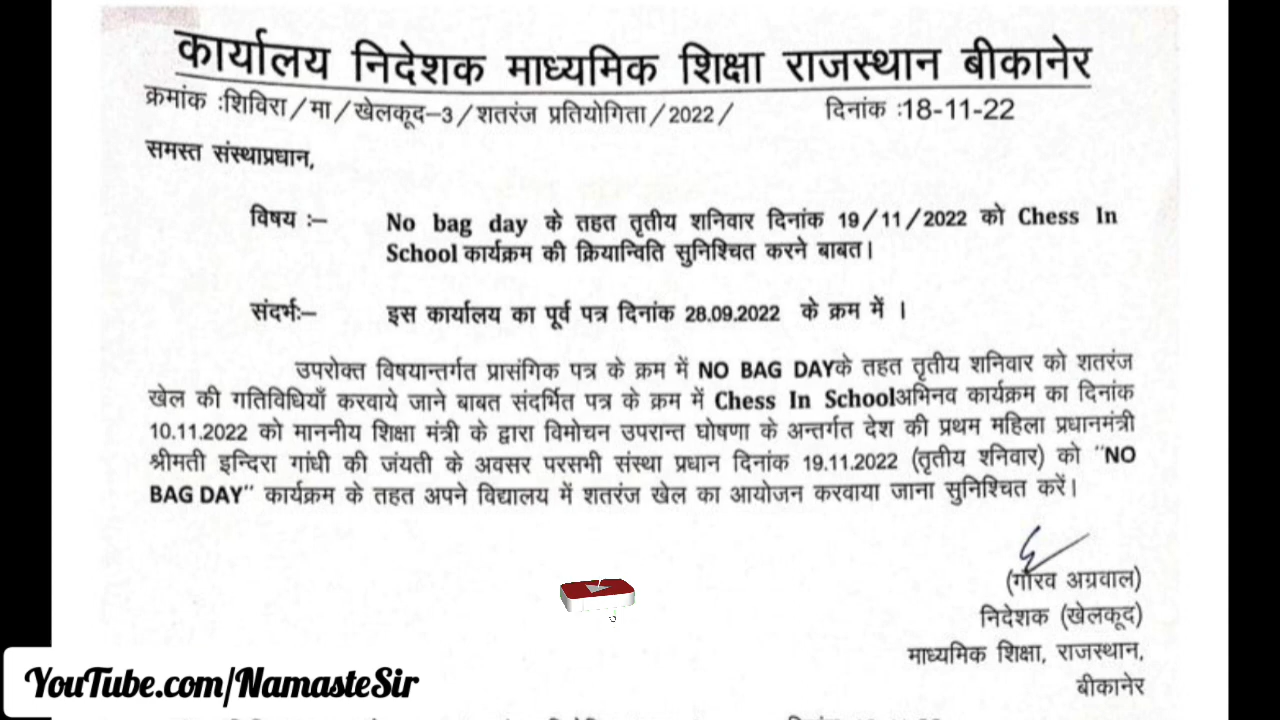 कार्यालय निदेशक माध्यमिक शिक्षा राजस्थान बीकानेर
क्रमांक :शिविरा/मा/खेलकूद–3/शतरंज प्रतियोगिता/2022/ दिनांक :18-11-22
समस्त संस्थाप्रधान,
विषय :– No bag day के तहत तृतीय शनिवार दिनांक 19/11/2022 को Chess In
School कार्यक्रम की क्रियान्विति सुनिश्चित करने बाबत।
संदर्भः– इस कार्यालय का पूर्व पत्र दिनांक 28.09.2022 के क्रम में ।
उपरोक्त विषयान्तर्गत प्रासंगिक पत्र के क्रम में NO BAG DAYके तहत तृतीय शनिवार को शतरंज
खेल की गतिविधियाँ करवाये जाने बाबत संदर्भित पत्र के क्रम में Chess In Schoolअभिनव कार्यक्रम का दिनांक
10.11.2022 को माननीय शिक्षा मंत्री के द्वारा विमोचन उपरान्त घोषणा के अन्तर्गत देश की प्रथम महिला प्रधानमंत्री
श्रीमती इन्दिरा गांधी की जंयती के अवसर परसभी संस्था प्रधान दिनांक 19.11.2022 (तृतीय शनिवार) को "NO
BAG DAY" कार्यक्रम के तहत अपने विद्यालय में शतरंज खेल का आयोजन करवाया जाना सुनिश्चित करें।
(गौरव अग्रवाल)
निदेशक (खेलकूद)
माध्यमिक शिक्षा, राजस्थान,
बीकानेर
YouTube.com/NamasteSir